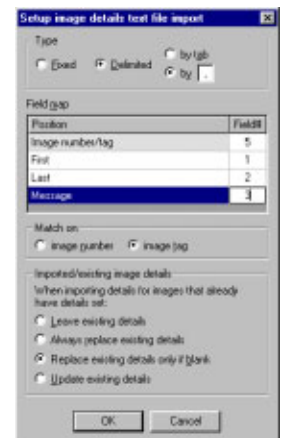 Setup image details text file import
Type
Fixed Delimited by tab
by .
Field map
Position Field#
Image number/tag 5
First 1
Last 2
Message 3
Match on
image number image tag
Imported/existing image details
When importing details for images that already
have details set:
Leave existing details
Always replace existing details
Replace existing details only if blank
Update existing details
OK Cancel